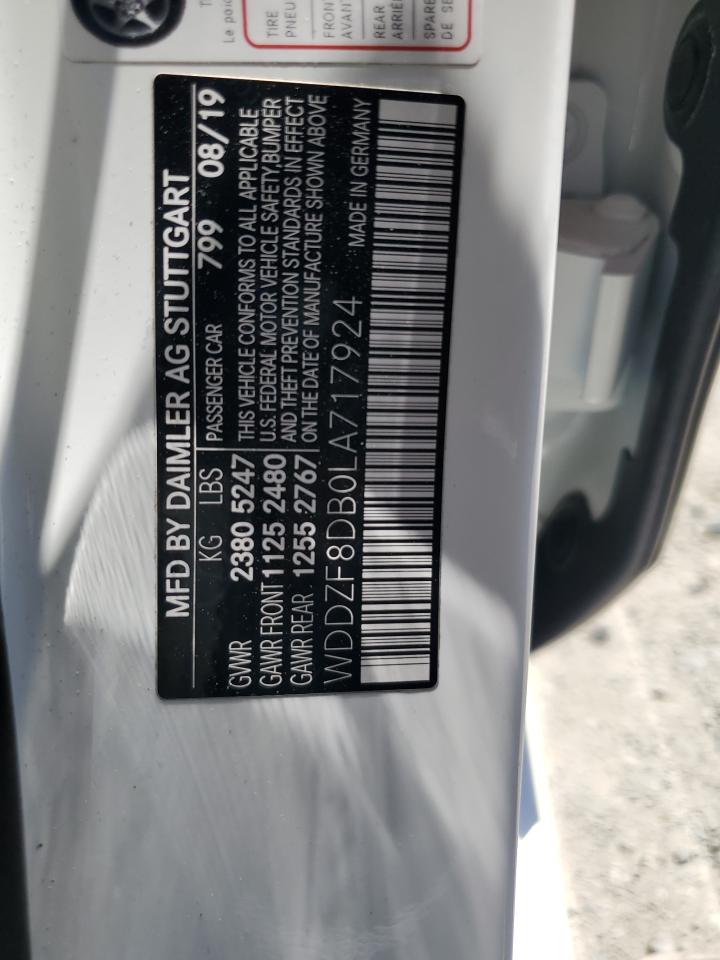 Le poid
TIRE
PNEU
FRON
AVANT
REAR
ARRIÈ
SPARE
DE SE
MFD BY DAIMLER AG STUTTGART
KG LBS PASSENGER CAR 799 08/19
GVWR 2380 5247 THIS VEHICLE CONFORMS TO ALL APPLICABLE
GAWR FRONT 1125 2480 U.S. FEDERAL MOTOR VEHICLE SAFETY, BUMPER
GAWR REAR 1255 2767 AND THEFT PREVENTION STANDARDS IN EFFECT
ON THE DATE OF MANUFACTURE SHOWN ABOVE
WDDZF8DB0LA717924 MADE IN GERMANY